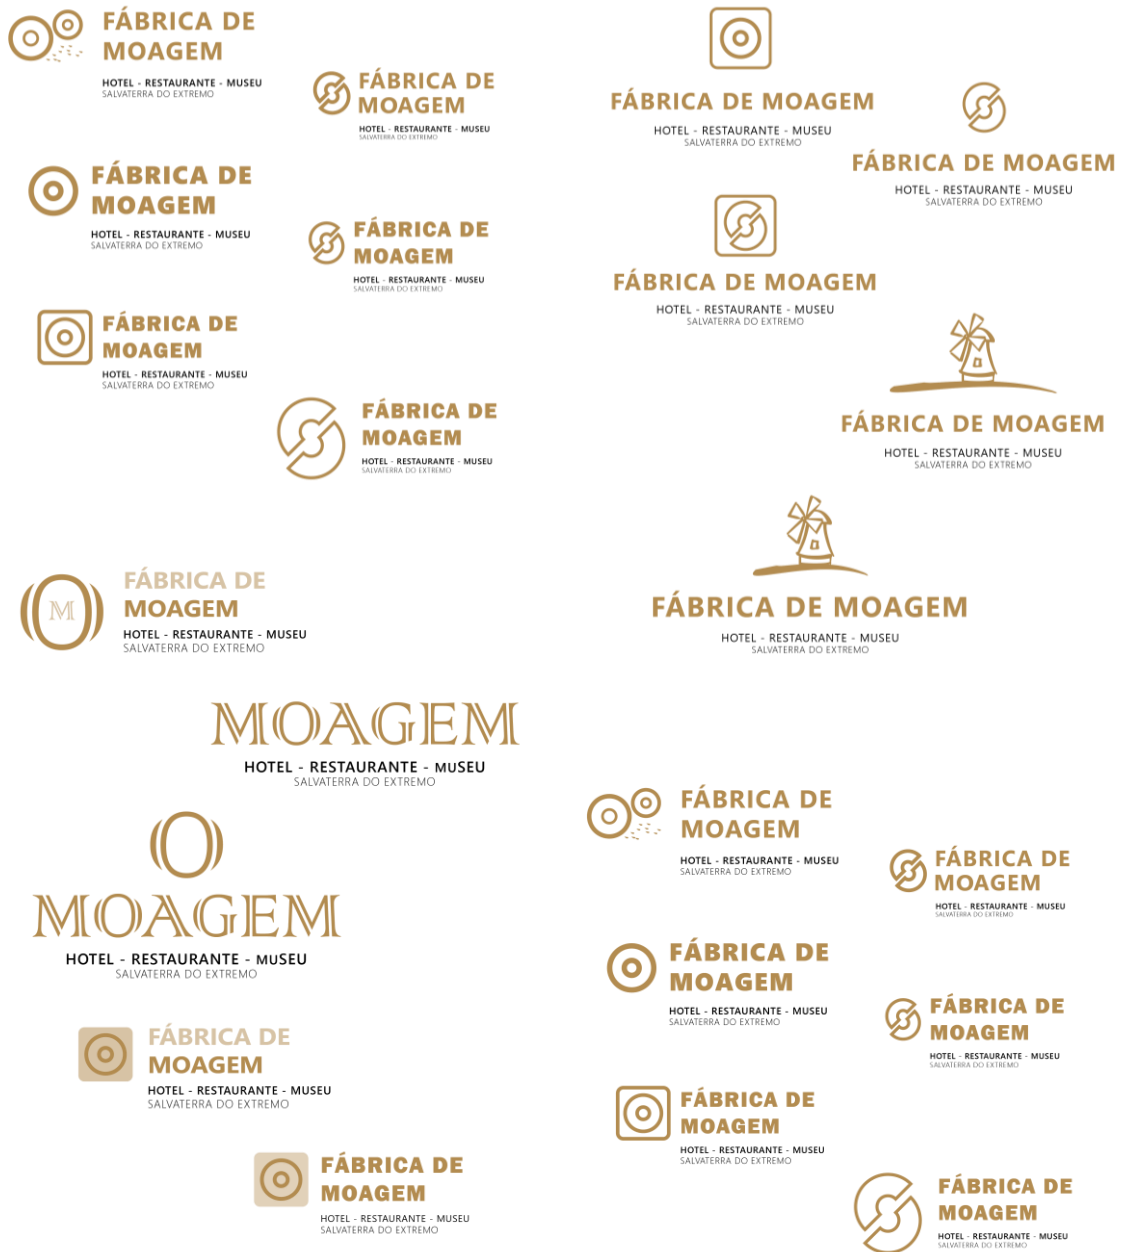 FÁBRICA DE
MOAGEM
HOTEL - RESTAURANTE - MUSEU
SALVATERRA DO EXTREMO
FÁBRICA DE
MOAGEM
HOTEL - RESTAURANTE - MUSEU
SALVATERRA DO EXTREMO
FÁBRICA DE
MOAGEM
HOTEL - RESTAURANTE - MUSEU
SALVATERRA DO EXTREMO
FÁBRICA DE
MOAGEM
HOTEL - RESTAURANTE - MUSEU
SALVATERRA DO EXTREMO
FÁBRICA DE
MOAGEM
HOTEL - RESTAURANTE - MUSEU
SALVATERRA DO EXTREMO
FÁBRICA DE
MOAGEM
HOTEL - RESTAURANTE - MUSEU
SALVATERRA DO EXTREMO
FÁBRICA DE MOAGEM
HOTEL - RESTAURANTE - MUSEU
SALVATERRA DO EXTREMO
FÁBRICA DE MOAGEM
HOTEL - RESTAURANTE - MUSEU
SALVATERRA DO EXTREMO
FÁBRICA DE MOAGEM
HOTEL - RESTAURANTE - MUSEU
SALVATERRA DO EXTREMO
FÁBRICA DE MOAGEM
HOTEL - RESTAURANTE - MUSEU
SALVATERRA DO EXTREMO
FÁBRICA DE MOAGEM
HOTEL - RESTAURANTE - MUSEU
SALVATERRA DO EXTREMO
M
FÁBRICA DE
MOAGEM
HOTEL - RESTAURANTE - MUSEU
SALVATERRA DO EXTREMO
MOAGEM
HOTEL - RESTAURANTE - MUSEU
SALVATERRA DO EXTREMO
O
MOAGEM
HOTEL - RESTAURANTE - MUSEU
SALVATERRA DO EXTREMO
FÁBRICA DE
MOAGEM
HOTEL - RESTAURANTE - MUSEU
SALVATERRA DO EXTREMO
FÁBRICA DE
MOAGEM
HOTEL - RESTAURANTE - MUSEU
SALVATERRA DO EXTREMO
FÁBRICA DE
MOAGEM
HOTEL - RESTAURANTE - MUSEU
SALVATERRA DO EXTREMO
FÁBRICA DE
MOAGEM
HOTEL - RESTAURANTE - MUSEU
SALVATERRA DO EXTREMO
FÁBRICA DE
MOAGEM
HOTEL - RESTAURANTE - MUSEU
SALVATERRA DO EXTREMO
FÁBRICA DE
MOAGEM
HOTEL - RESTAURANTE - MUSEU
SALVATERRA DO EXTREMO
FÁBRICA DE
MOAGEM
HOTEL - RESTAURANTE - MUSEU
SALVATERRA DO EXTREMO
FÁBRICA DE
MOAGEM
HOTEL - RESTAURANTE - MUSEU
SALVATERRA DO EXTREMO